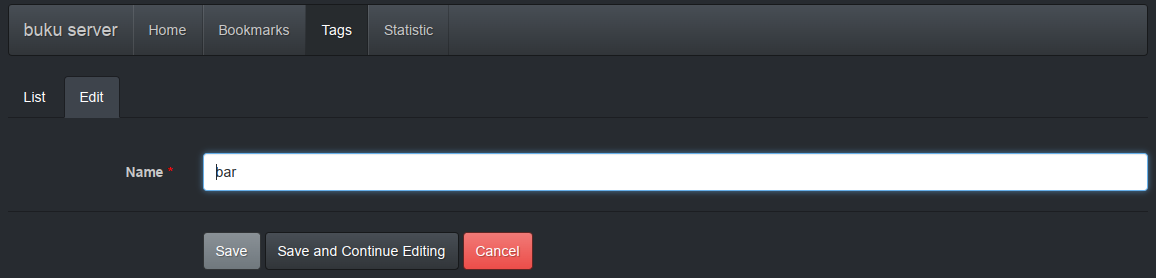 buku server Home Bookmarks Tags Statistic
List Edit
Name *
bar
Save Save and Continue Editing Cancel